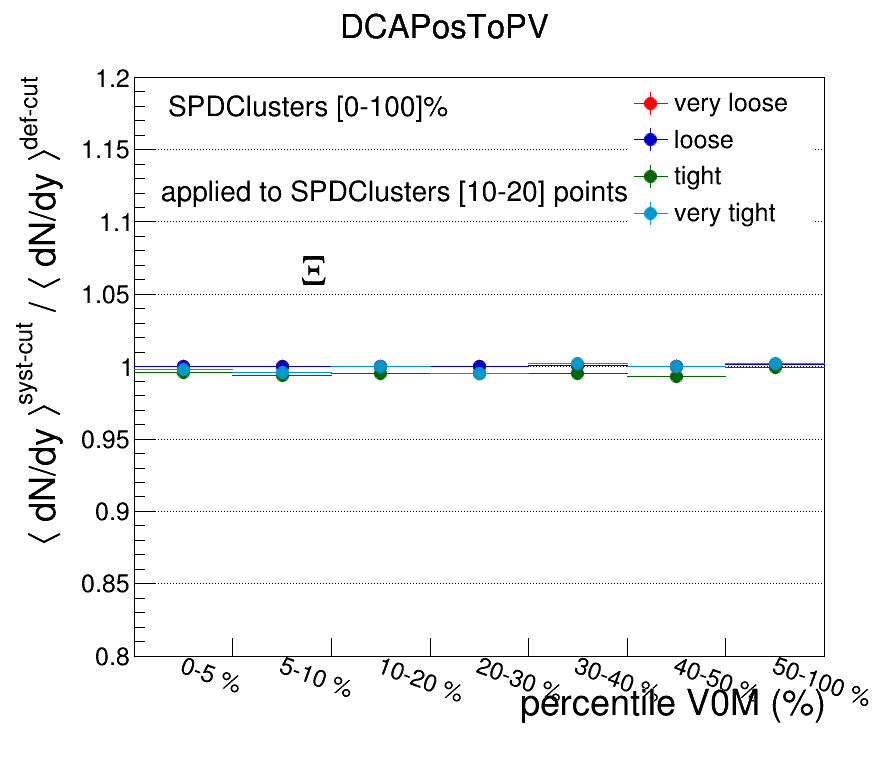 DCAPosToPV
SPDClusters [0-100]%
applied to SPDClusters [10-20] points
Ξ
very loose
loose
tight
very tight
⟨ dN/dy ⟩^syst-cut / ⟨ dN/dy ⟩^def-cut
1.2
1.15
1.1
1.05
1
0.95
0.9
0.85
0.8
0-5 %
5-10 %
10-20 %
20-30 %
30-40 %
40-50 %
50-100 %
percentile V0M (%)